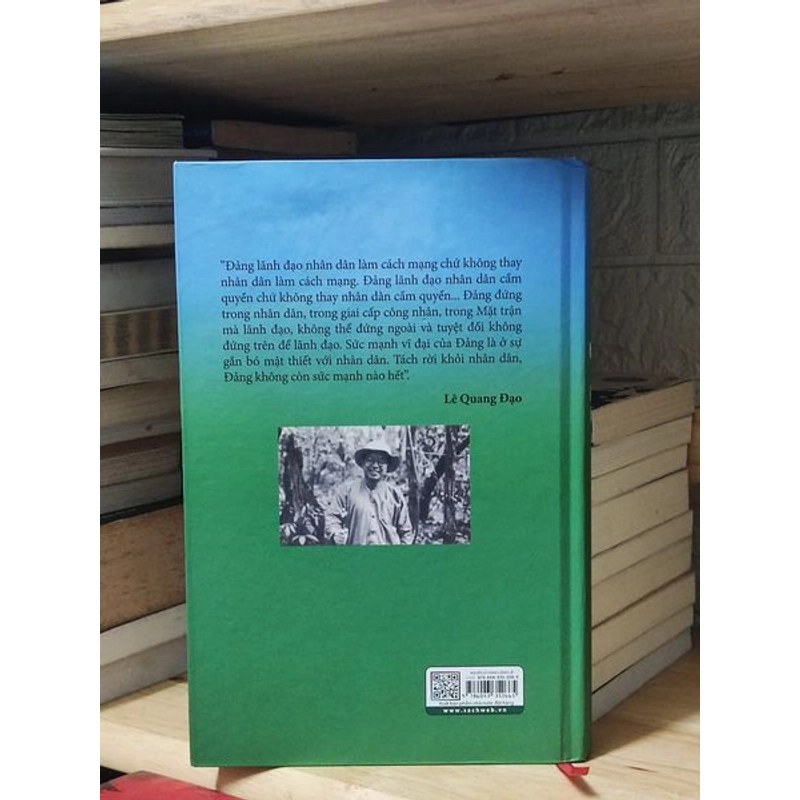 "Đảng lãnh đạo nhân dân làm cách mạng chứ không thay
nhân dân làm cách mạng. Đảng lãnh đạo nhân dân cầm
quyền chứ không thay nhân dân cầm quyền... Đảng đứng
trong nhân dân, trong giai cấp công nhân, trong Mặt trận
mà lãnh đạo, không thể đứng ngoài và tuyệt đối không
đứng trên để lãnh đạo. Sức mạnh vĩ đại của Đảng là ở sự
gắn bó mật thiết với nhân dân. Tách rời khỏi nhân dân,
Đảng không còn sức mạnh nào hết".
Lê Quang Đạo
www.sachweb.vn